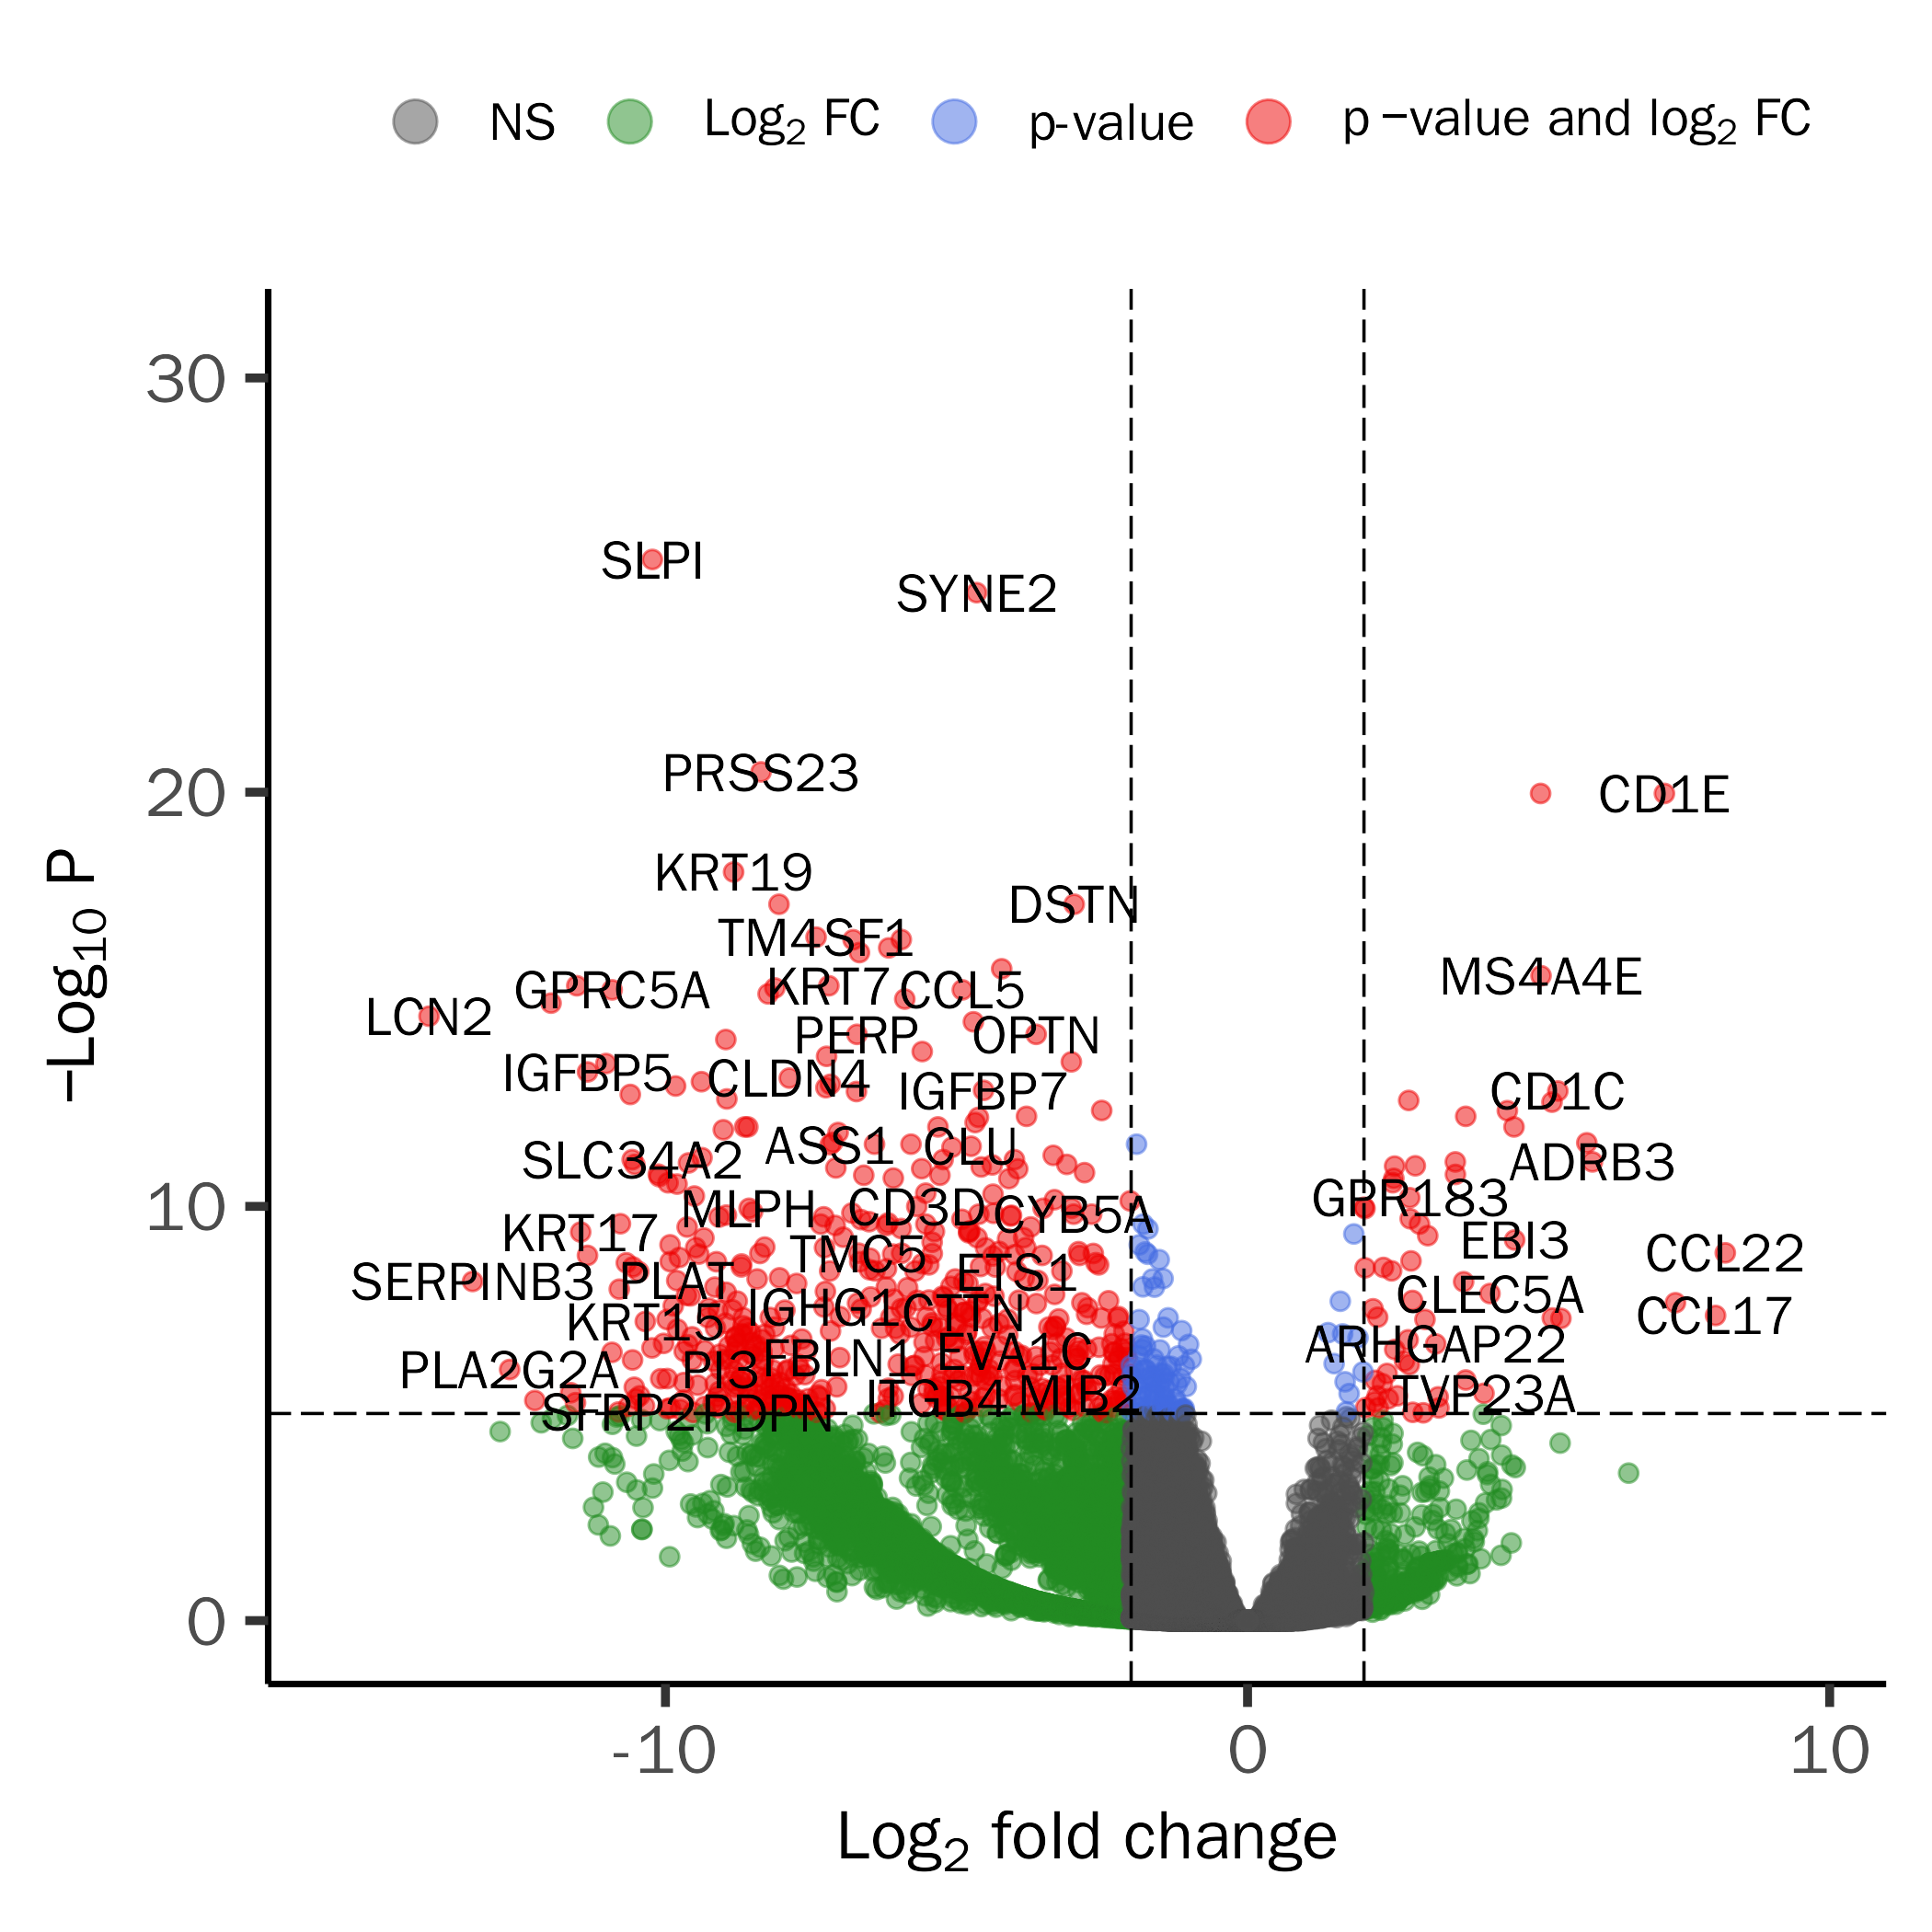 NS Log2 FC p-value p −value and log2 FC
30
SLPI
SYNE2
PRSS23
20
CD1E
KRT19
DSTN
TM4SF1
MS4A4E
GPRC5A KRT7 CCL5
LCN2
PERP OPTN
IGFBP5 CLDN4
IGFBP7 CD1C
ASS1 CLU
SLC34A2 ADRB3
GPR183
10
MLPH CD3D CYB5A
KRT17 EBI3
TMC5 CCL22
SERPINB3 PLAT ETS1
CLEC5A
IGHG1 CTTN CCL17
KRT15
ARHGAP22
FBLN1 EVA1C
PLA2G2A PI3
ITGB4 MIB2 TVP23A
SFRP2 PDPN
0
−Log10 P
-10 0 10
Log2 fold change